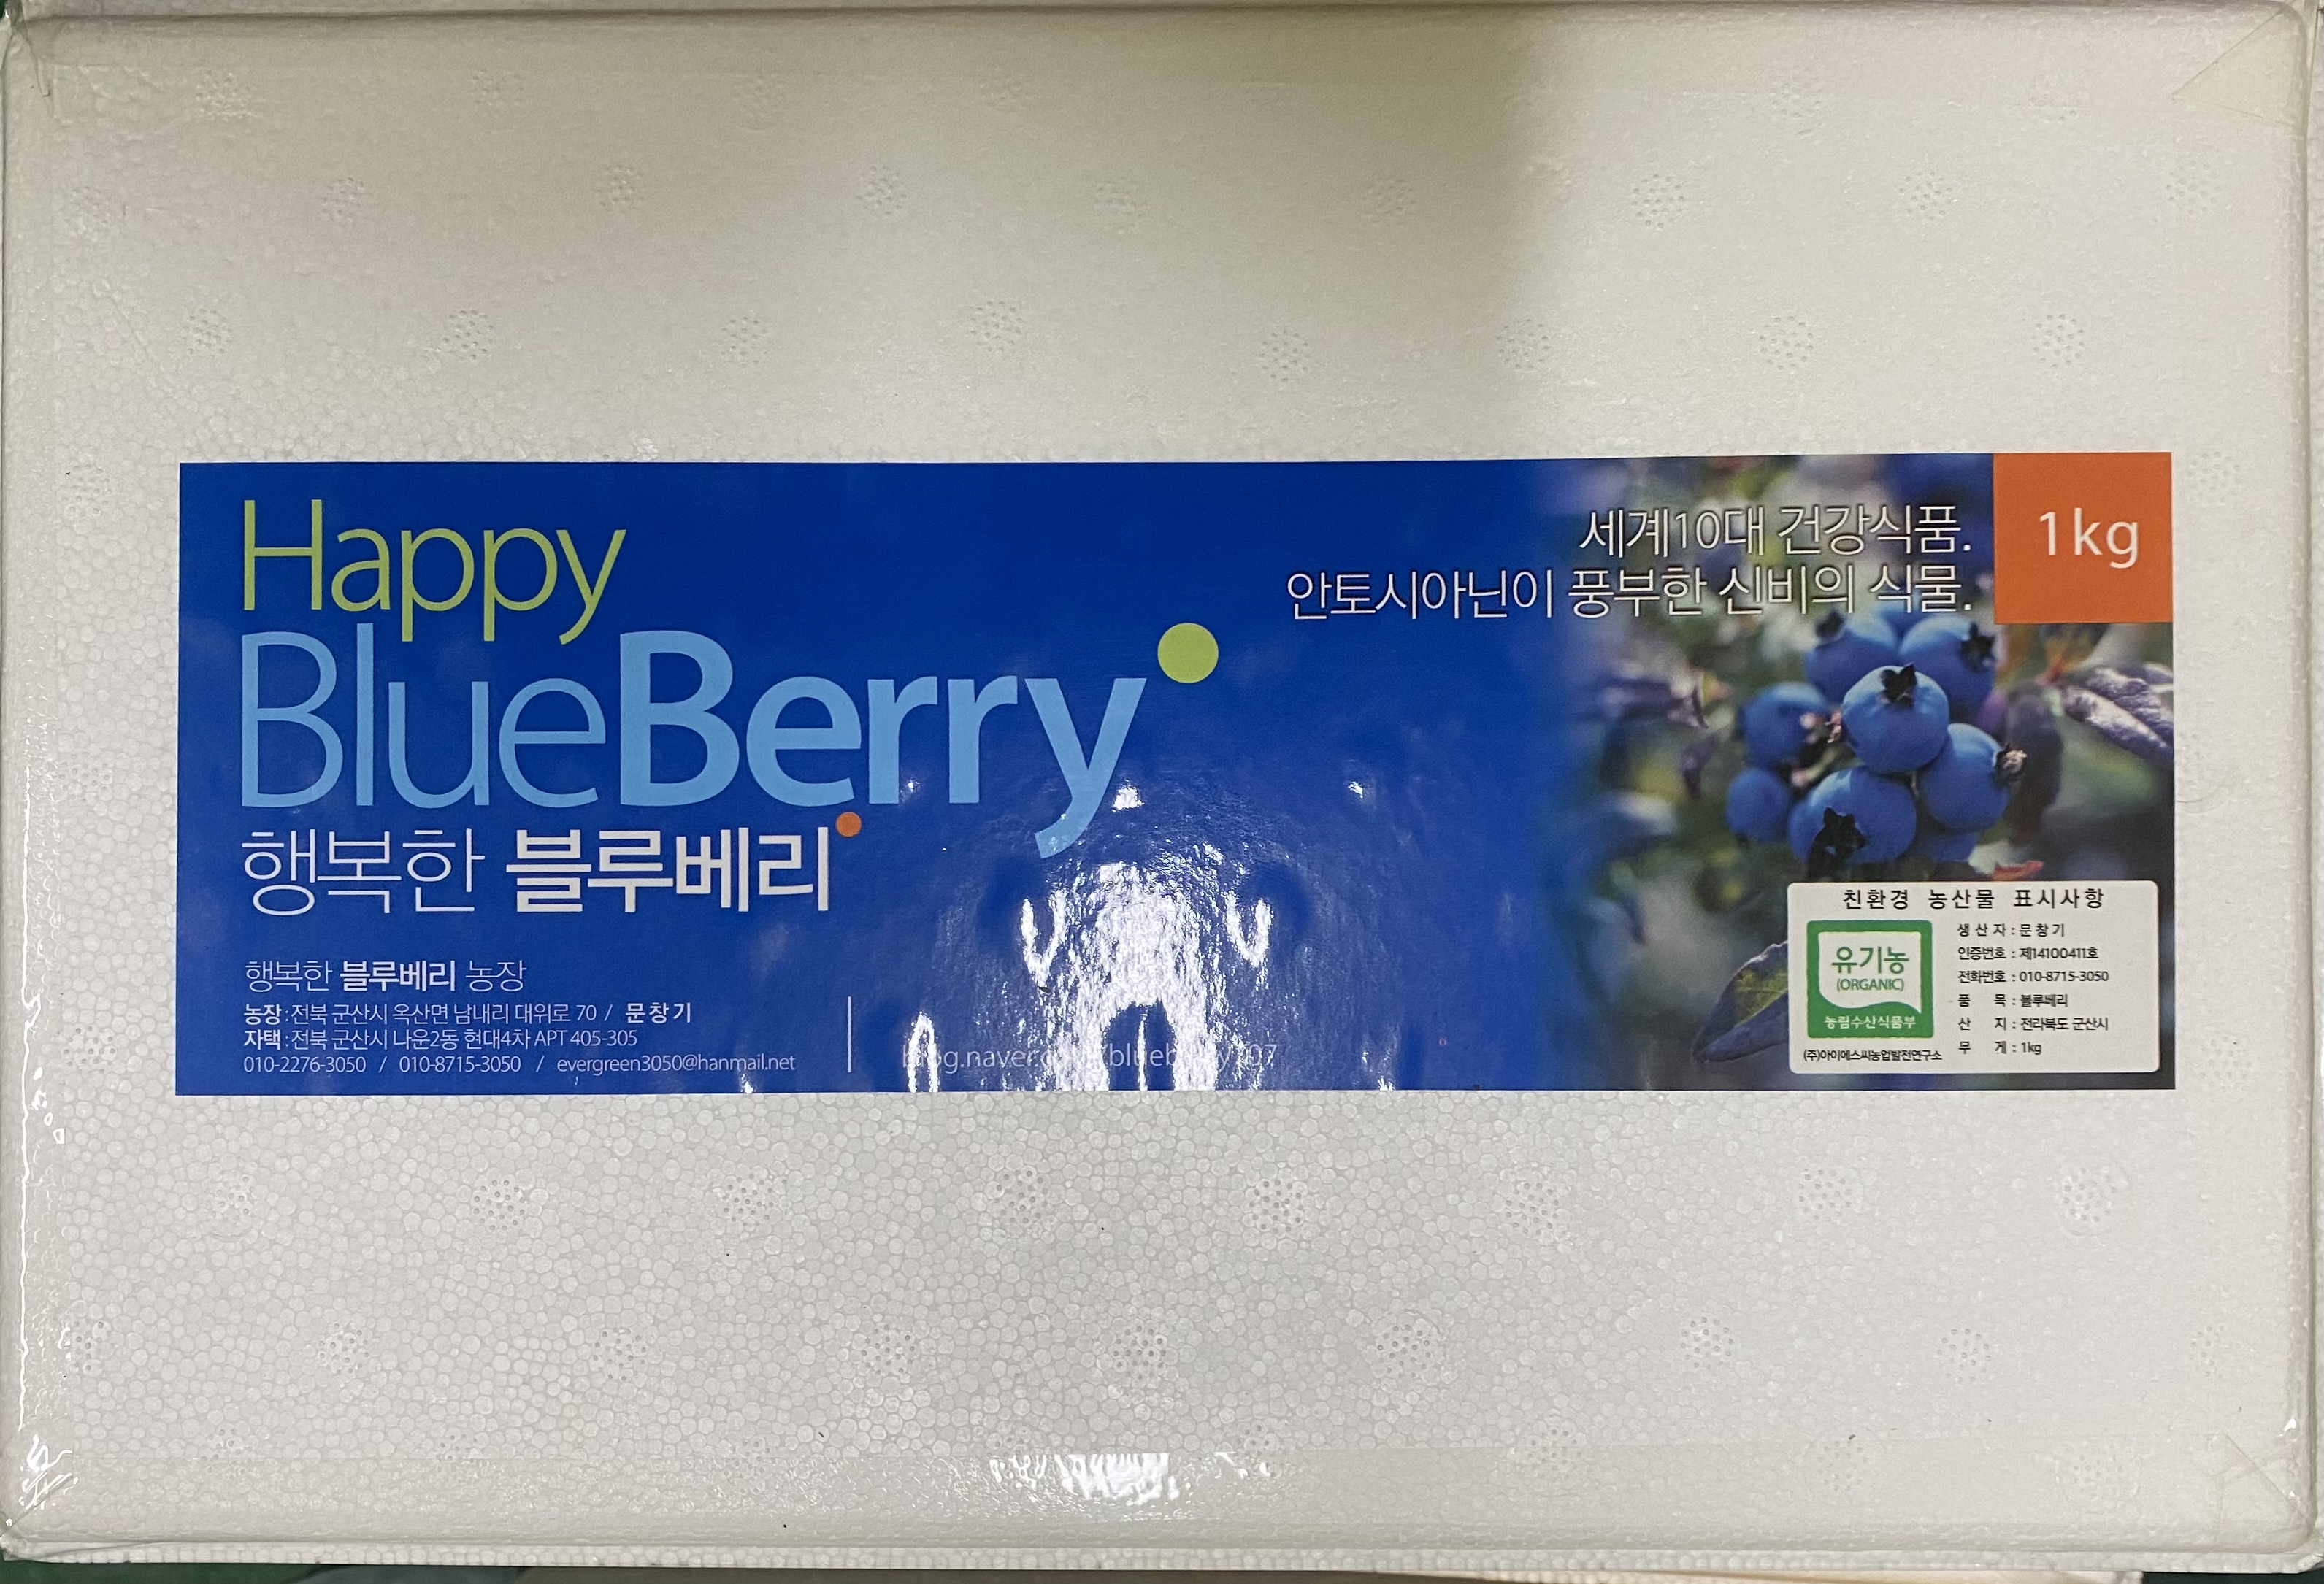 Happy
BlueBerry
행복한 블루베리
세계10대 건강식품.
안토시아닌이 풍부한 신비의 식물.
1kg
행복한 블루베리 농장
농장 : 전북 군산시 옥산면 남내리 대위로 70 / 문창기
자택 : 전북 군산시 나운2동 현대4차 APT 405-305
010-2276-3050 / 010-8715-3050 / evergreen3050@hanmail.net
친환경 농산물 표시사항
유기농
(ORGANIC)
농림수산식품부
(주)아이에스씨농업발전연구소
생 산 자 : 문 창 기
인증번호 : 제14100411호
전화번호 : 010-8715-3050
품 목 : 블루베리
산 지 : 전라북도 군산시
무 게 : 1kg